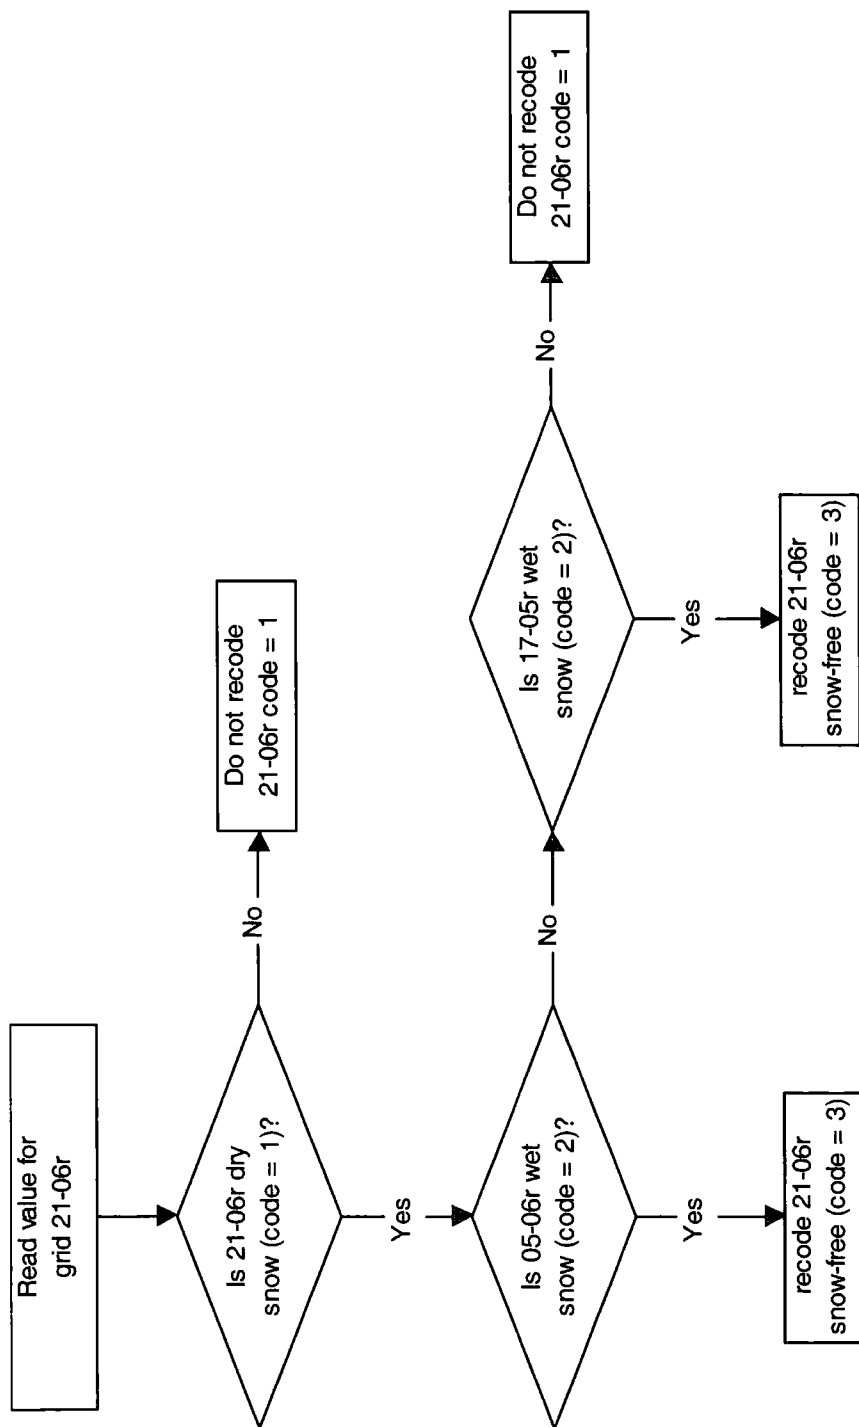 Read value for
grid 21-06r
Is 21-06r dry
snow (code = 1)?
No
Do not recode
21-06r code = 1
Yes
Is 05-06r wet
snow (code = 2)?
No
Is 17-05r wet
snow (code = 2)?
No
Do not recode
21-06r code = 1
Yes
recode 21-06r
snow-free (code = 3)
Yes
recode 21-06r
snow-free (code = 3)